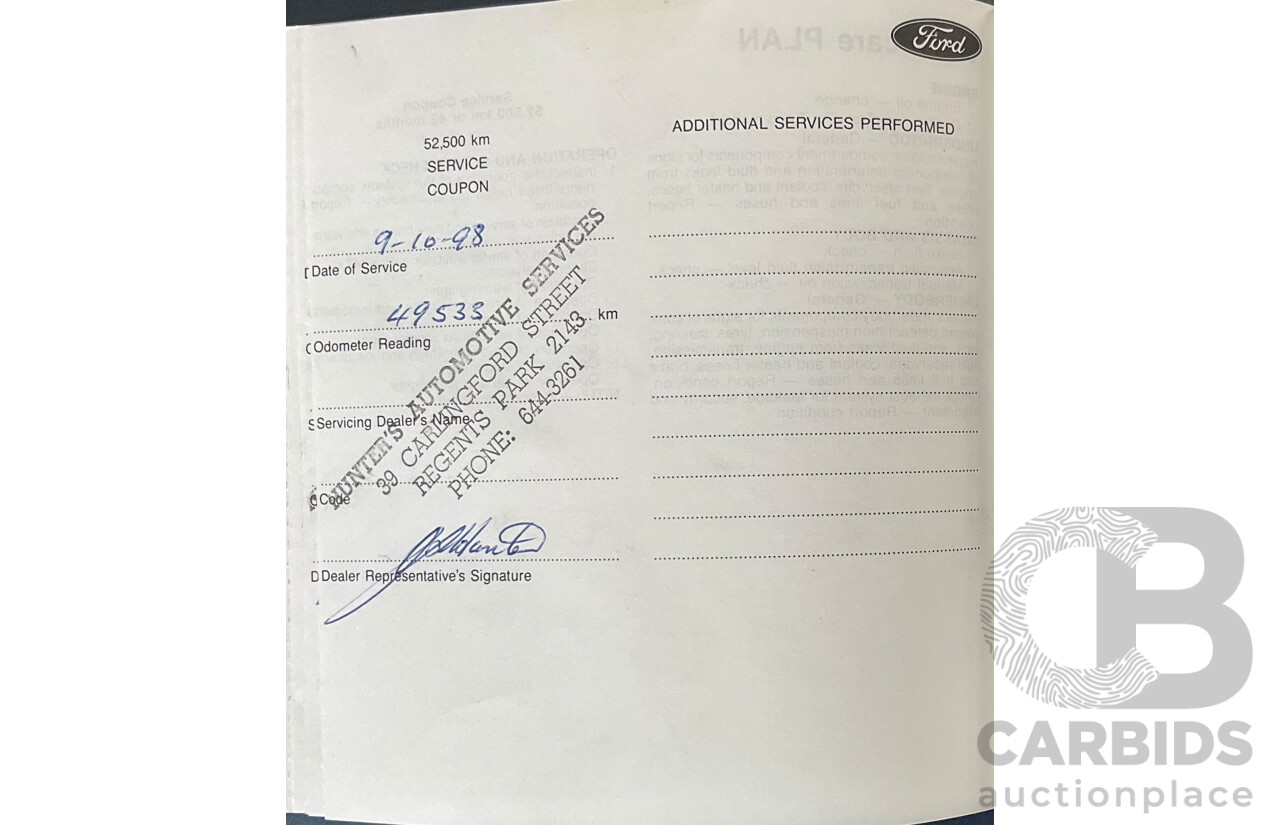 Ford
52,500 km
SERVICE
COUPON
9-10-98
Date of Service
49533 km
Odometer Reading
Servicing Dealer's Name
Code
HUNTER'S AUTOMOTIVE SERVICES
39 CARLINGFORD STREET
REGENTS PARK 2143
PHONE: 644-3261
Dealer Representative's Signature
ADDITIONAL SERVICES PERFORMED
CB
CARBIDS
auctionplace